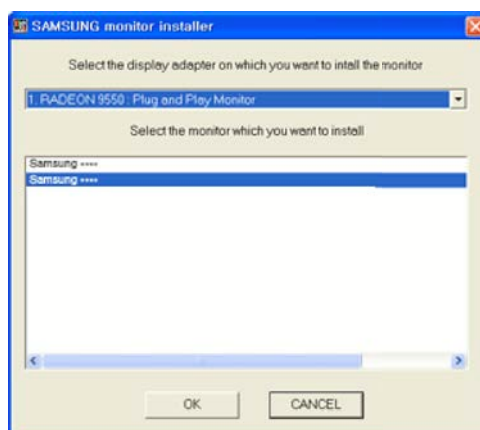 SAMSUNG monitor installer
Select the display adapter on which you want to intall the monitor
1: RADEON 9550 : Plug and Play Monitor
Select the monitor which you want to install
Samsung ----
Samsung ----
OK
CANCEL